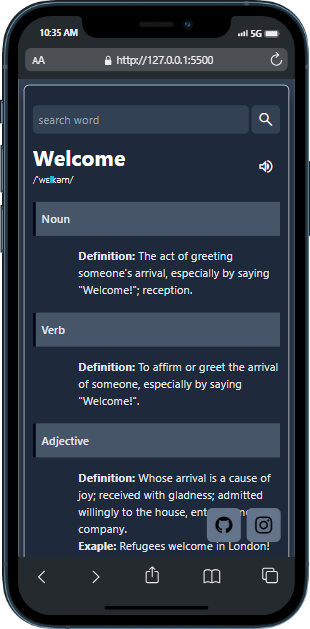 10:35 AM 5G
AA http://127.0.0.1:5500
search word
Welcome
/ˈwɛlkəm/
Noun
Definition: The act of greeting
someone's arrival, especially by saying
"Welcome!"; reception.
Verb
Definition: To affirm or greet the arrival
of someone, especially by saying
"Welcome!".
Adjective
Definition: Whose arrival is a cause of
joy; received with gladness; admitted
willingly to the house, 
company.
Exaple: Refugees welcome in London!